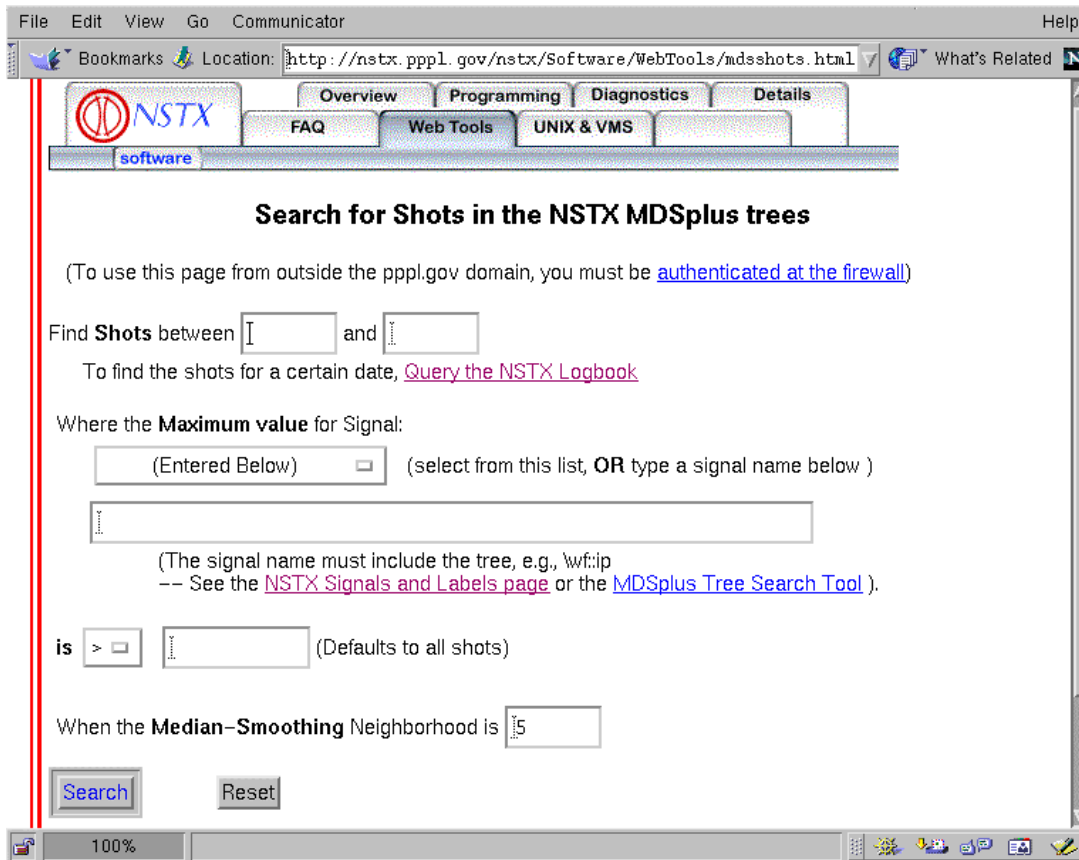 File Edit View Go Communicator Help
Bookmarks Location: http://nstx.pppl.gov/nstx/Software/WebTools/mdsshots.html What's Related N
NSTX
Overview Programming Diagnostics Details
FAQ Web Tools UNIX & VMS
software
Search for Shots in the NSTX MDSplus trees
(To use this page from outside the pppl.gov domain, you must be authenticated at the firewall)
Find Shots between and
To find the shots for a certain date, Query the NSTX Logbook
Where the Maximum value for Signal:
(Entered Below) (select from this list, OR type a signal name below )
(The signal name must include the tree, e.g., \wf::ip
-- See the NSTX Signals and Labels page or the MDSplus Tree Search Tool ).
is > (Defaults to all shots)
When the Median-Smoothing Neighborhood is 5
Search Reset
100%